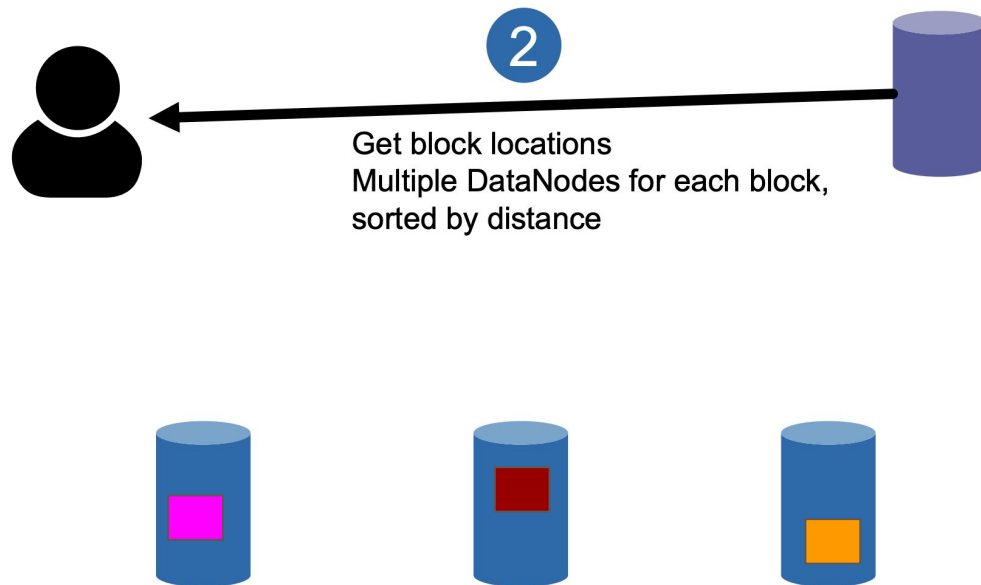 2
Get block locations
Multiple DataNodes for each block,
sorted by distance